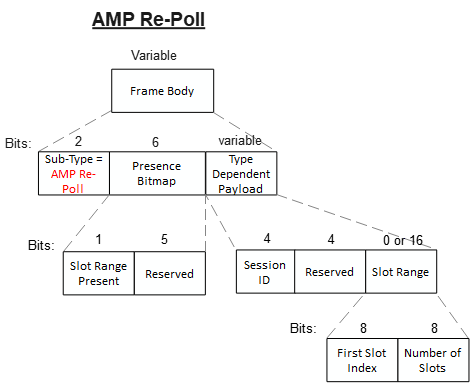 AMP Re-Poll
Variable
Frame Body
Bits: 2 6 variable
Sub-Type =
AMP Re-
Poll
Presence
Bitmap
Type
Dependent
Payload
Bits: 1 5 4 4 0 or 16
Slot Range
Present
Reserved
Session
ID
Reserved
Slot Range
Bits: 8 8
First Slot
Index
Number of
Slots